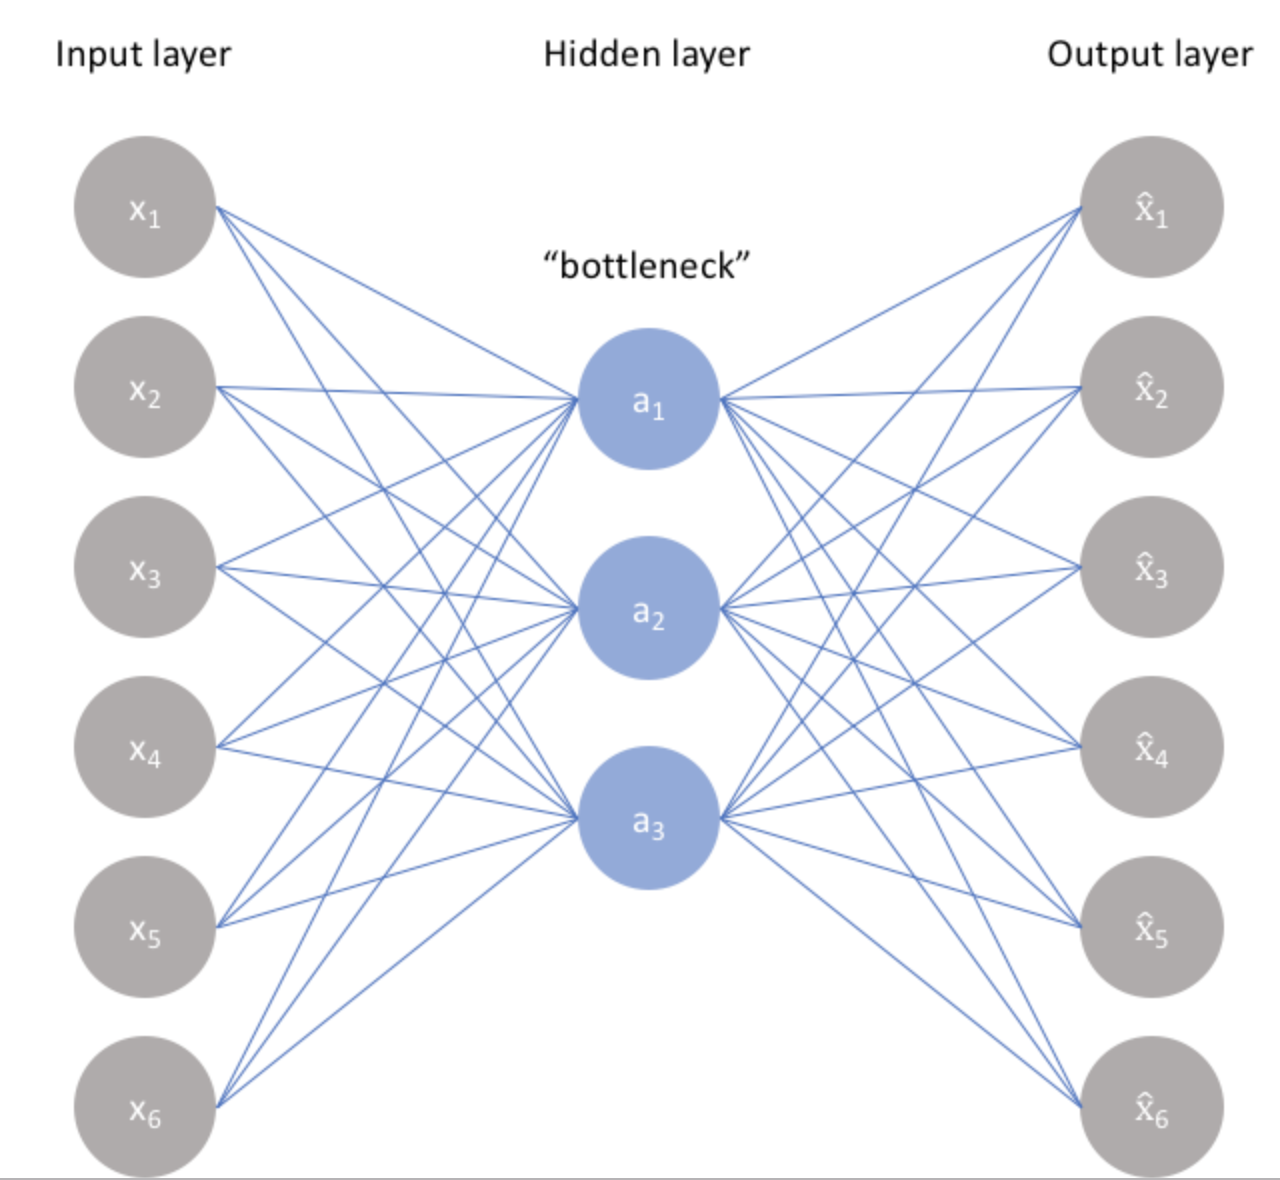 Input layer
Hidden layer
Output layer
“bottleneck”
x₁
x₂
x₃
x₄
x₅
x₆
a₁
a₂
a₃
x̂₁
x̂₂
x̂₃
x̂₄
x̂₅
x̂₆